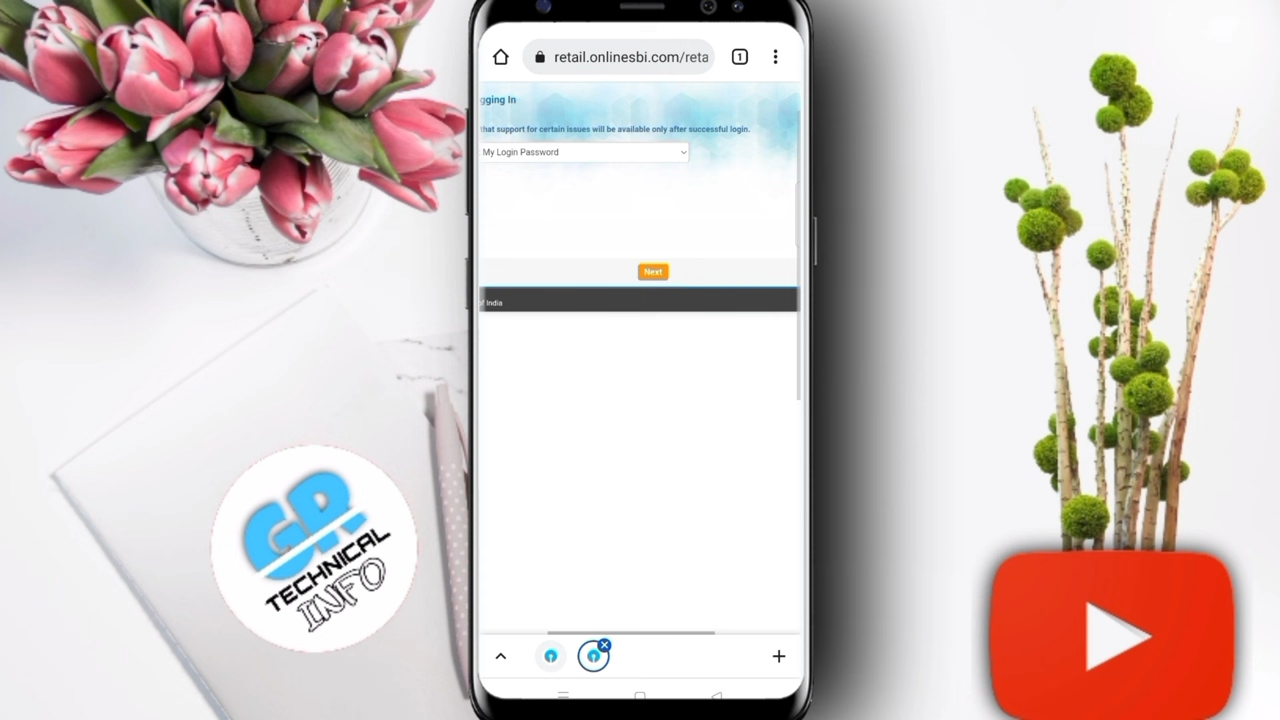 retail.onlinesbi.com/reta
1
gging In
that support for certain issues will be available only after successful login.
My Login Password
Next
of India
GR
TECHNICAL
INFO